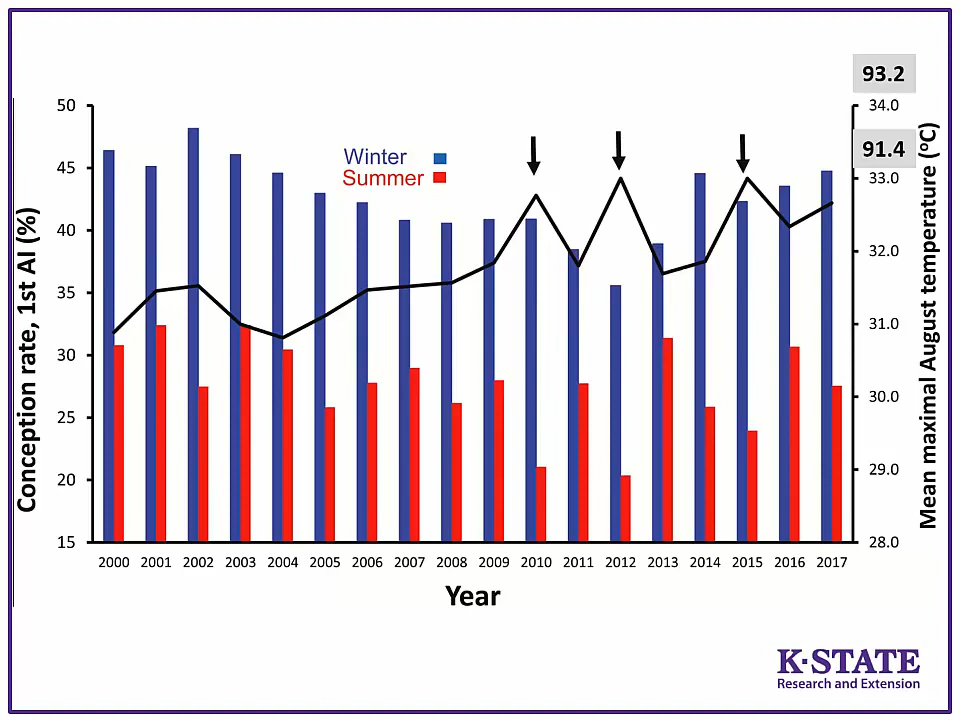 93.2
91.4
Conception rate, 1st AI (%)
50
45
40
35
30
25
20
15
Winter
Summer
34.0
33.0
32.0
31.0
30.0
29.0
28.0
Mean maximal August temperature (ºC)
2000 2001 2002 2003 2004 2005 2006 2007 2008 2009 2010 2011 2012 2013 2014 2015 2016 2017
Year
K-STATE
Research and Extension